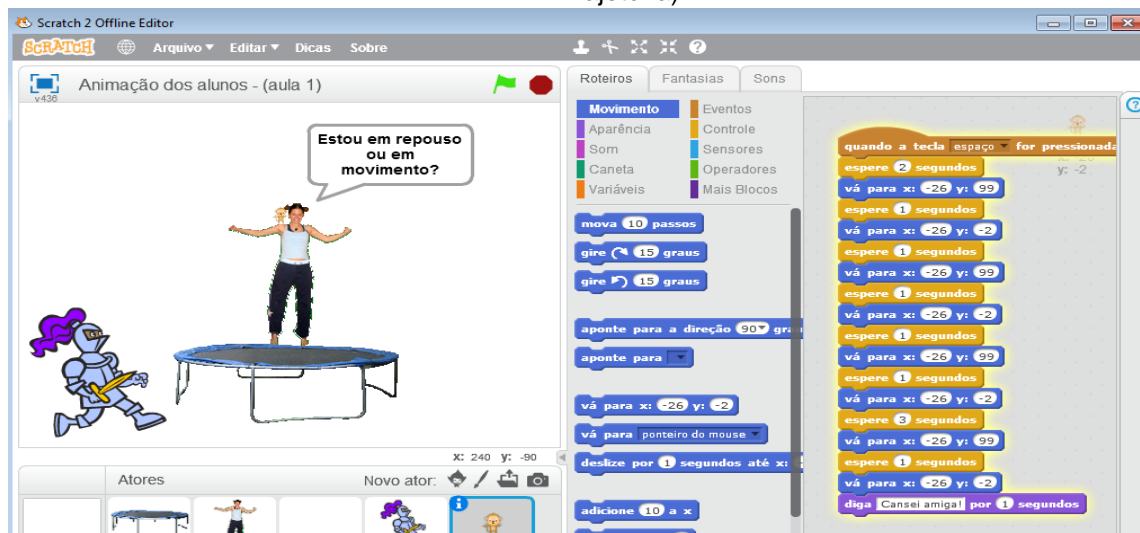 Scratch 2 Offline Editor
SCRATCH Arquivo Editar Dicas Sobre
v436
Animação dos alunos - (aula 1)
Estou em repouso
ou em
movimento?
X: 240 y: -90
Atores
Novo ator:
Roteiros Fantasias Sons
Movimento Eventos
Aparência Controle
Som Sensores
Caneta Operadores
Variáveis Mais Blocos
mova 10 passos
gire 15 graus
gire 15 graus
aponte para a direção 90
aponte para
vá para x: -26 y: -2
vá para ponteiro do mouse
deslize por 1 segundos até x:
adicione 10 a x
y: -2
quando a tecla espaço for pressionada
espere 2 segundos
vá para x: -26 y: 99
espere 1 segundos
vá para x: -26 y: -2
espere 1 segundos
vá para x: -26 y: 99
espere 1 segundos
vá para x: -26 y: -2
espere 1 segundos
vá para x: -26 y: 99
espere 1 segundos
vá para x: -26 y: -2
espere 3 segundos
vá para x: -26 y: 99
espere 1 segundos
vá para x: -26 y: -2
diga Cansei amiga! por 1 segundos